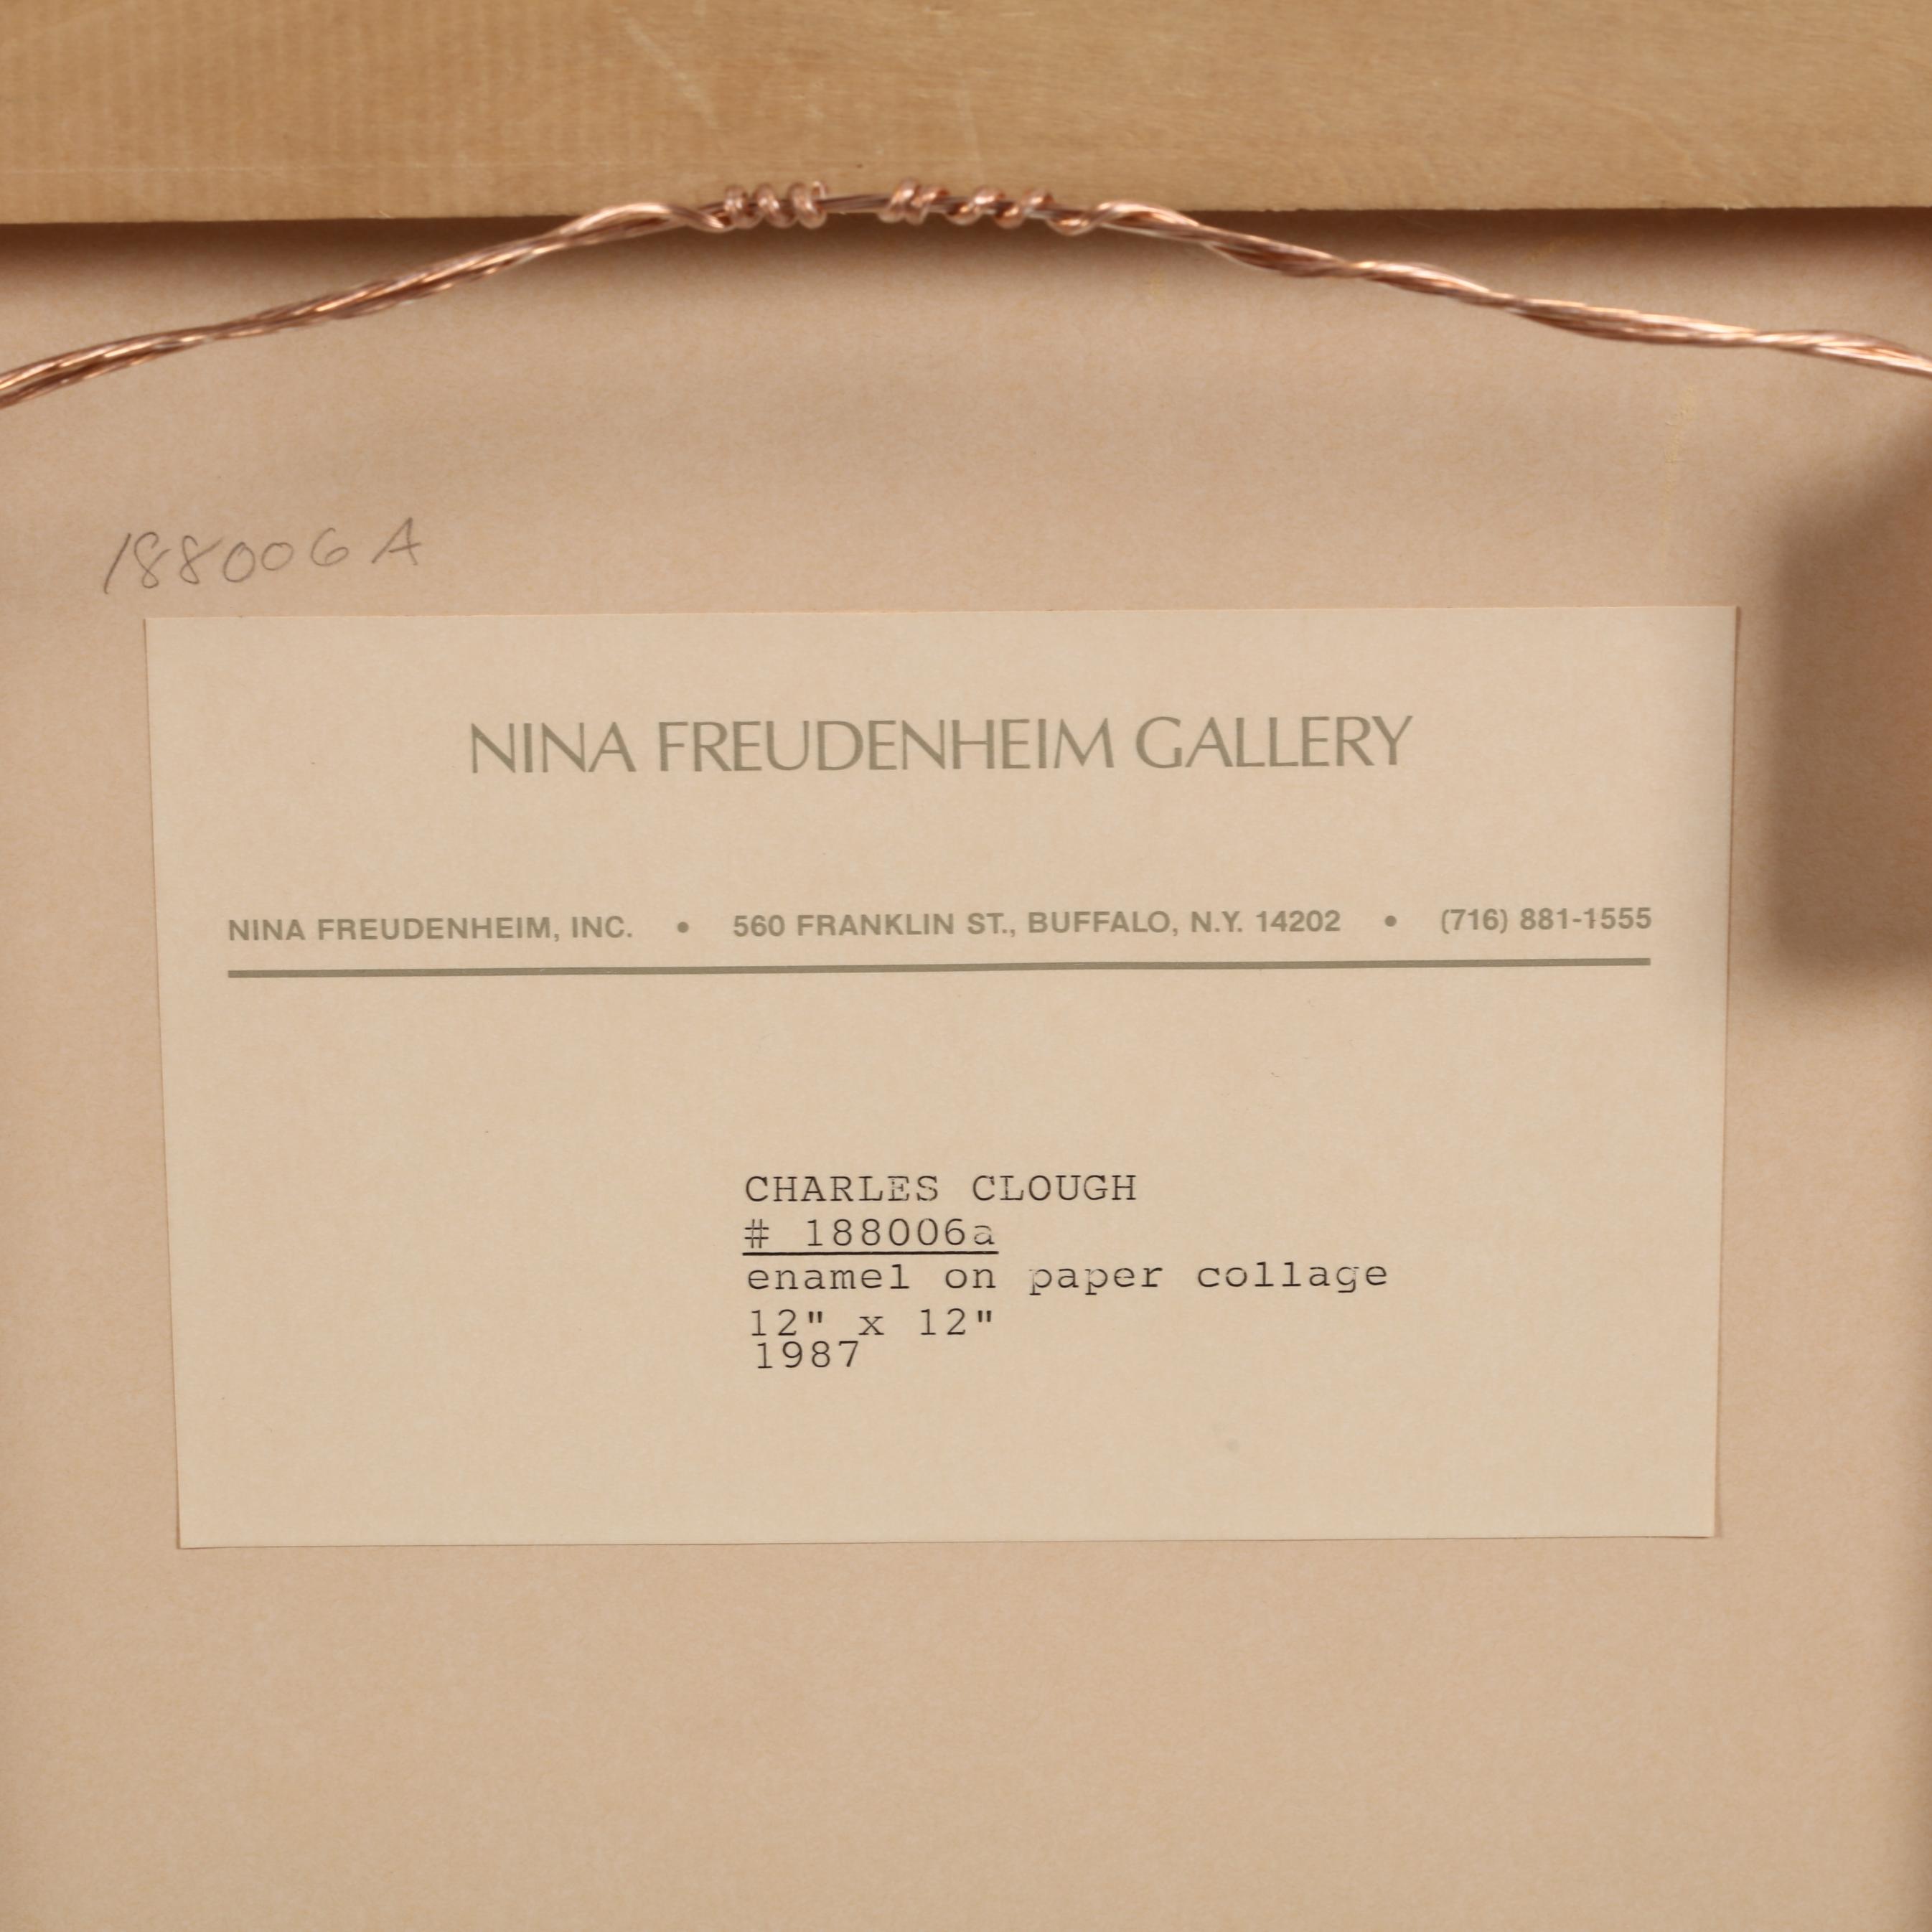 188006 A
NINA FREUDENHEIM GALLERY
NINA FREUDENHEIM, INC. • 560 FRANKLIN ST., BUFFALO, N.Y. 14202 • (716) 881-1555
CHARLES CLOUGH
# 188006a
enamel on paper collage
12" x 12"
1987